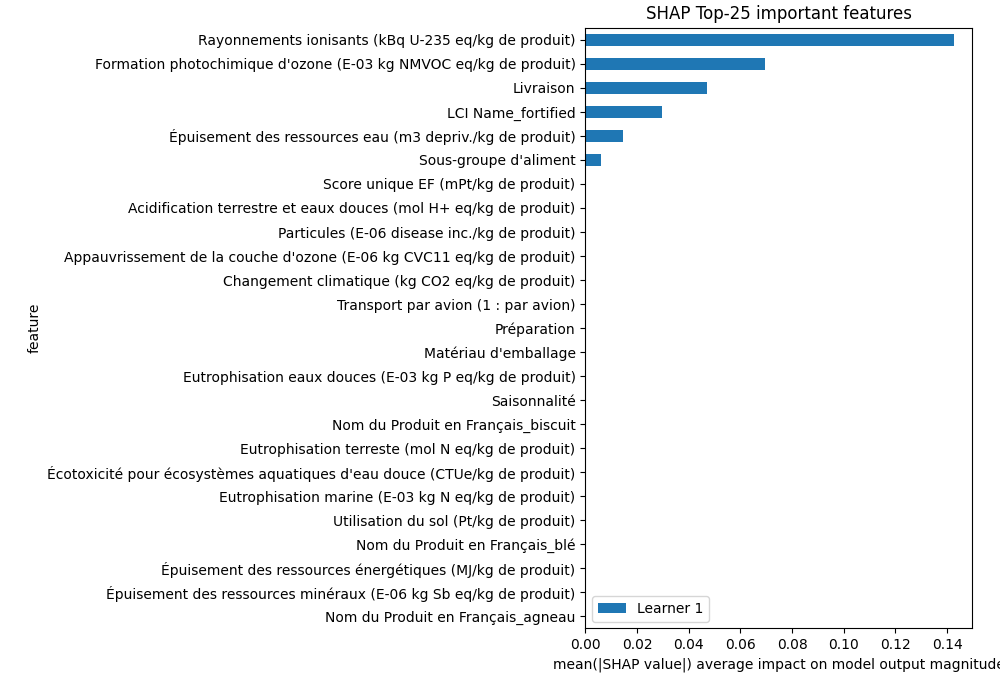 SHAP Top-25 important features
Rayonnements ionisants (kBq U-235 eq/kg de produit)
Formation photochimique d'ozone (E-03 kg NMVOC eq/kg de produit)
Livraison
LCI Name_fortified
Épuisement des ressources eau (m3 depriv./kg de produit)
Sous-groupe d'aliment
Score unique EF (mPt/kg de produit)
Acidification terrestre et eaux douces (mol H+ eq/kg de produit)
Particules (E-06 disease inc./kg de produit)
Appauvrissement de la couche d'ozone (E-06 kg CVC11 eq/kg de produit)
Changement climatique (kg CO2 eq/kg de produit)
Transport par avion (1 : par avion)
Préparation
Matériau d'emballage
Eutrophisation eaux douces (E-03 kg P eq/kg de produit)
Saisonnalité
Nom du Produit en Français_biscuit
Eutrophisation terreste (mol N eq/kg de produit)
Écotoxicité pour écosystèmes aquatiques d'eau douce (CTUe/kg de produit)
Eutrophisation marine (E-03 kg N eq/kg de produit)
Utilisation du sol (Pt/kg de produit)
Nom du Produit en Français_blé
Épuisement des ressources énergétiques (MJ/kg de produit)
Épuisement des ressources minéraux (E-06 kg Sb eq/kg de produit)
Nom du Produit en Français_agneau
feature
Learner 1
0.00 0.02 0.04 0.06 0.08 0.10 0.12 0.14
mean(|SHAP value|) average impact on model output magnitude